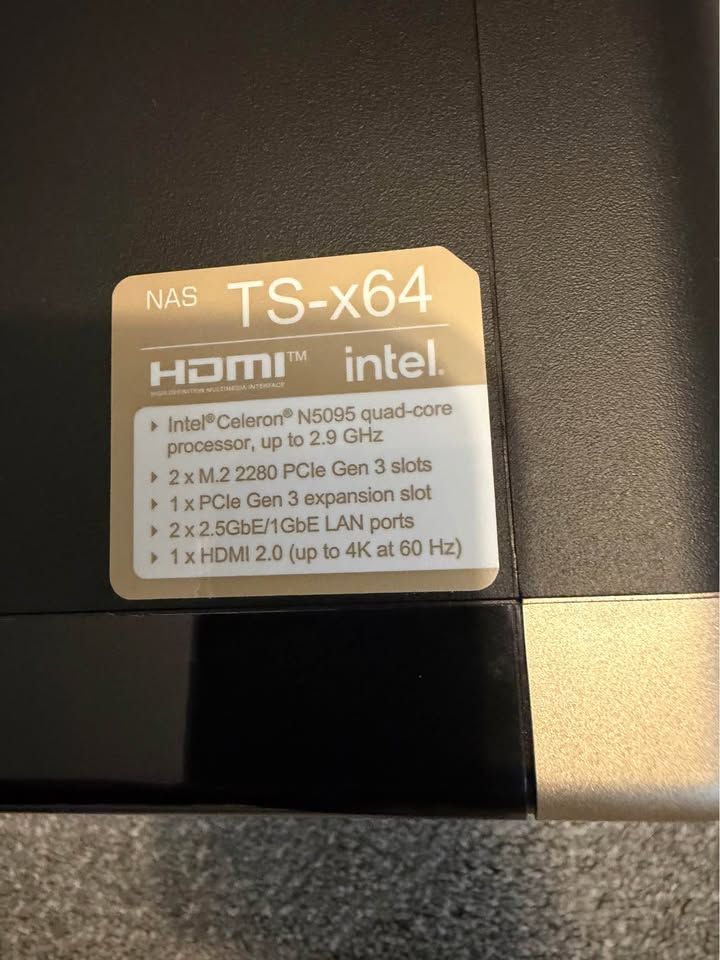 NAS TS-x64
HDMI™ intel.
HIGH-DEFINITION MULTIMEDIA INTERFACE
Intel® Celeron® N5095 quad-core
processor, up to 2.9 GHz
2 x M.2 2280 PCIe Gen 3 slots
1 x PCIe Gen 3 expansion slot
2 x 2.5GbE/1GbE LAN ports
1 x HDMI 2.0 (up to 4K at 60 Hz)